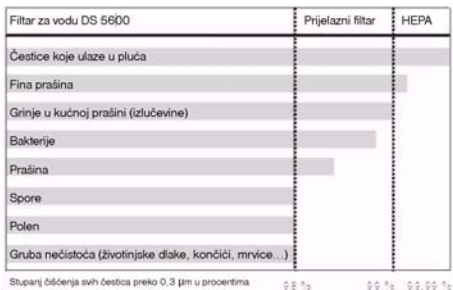 Filtar za vodu DS 5600 Prijelazni filtar HEPA
Čestice koje ulaze u pluća
Fina prašina
Grinje u kućnoj prašini (izlučevine)
Bakterije
Prašina
Spore
Polen
Gruba nečistoća (životinjske dlake, končići, mrvice...)
Stupanj čišćenja svih čestica preko 0,3 µm u procentima